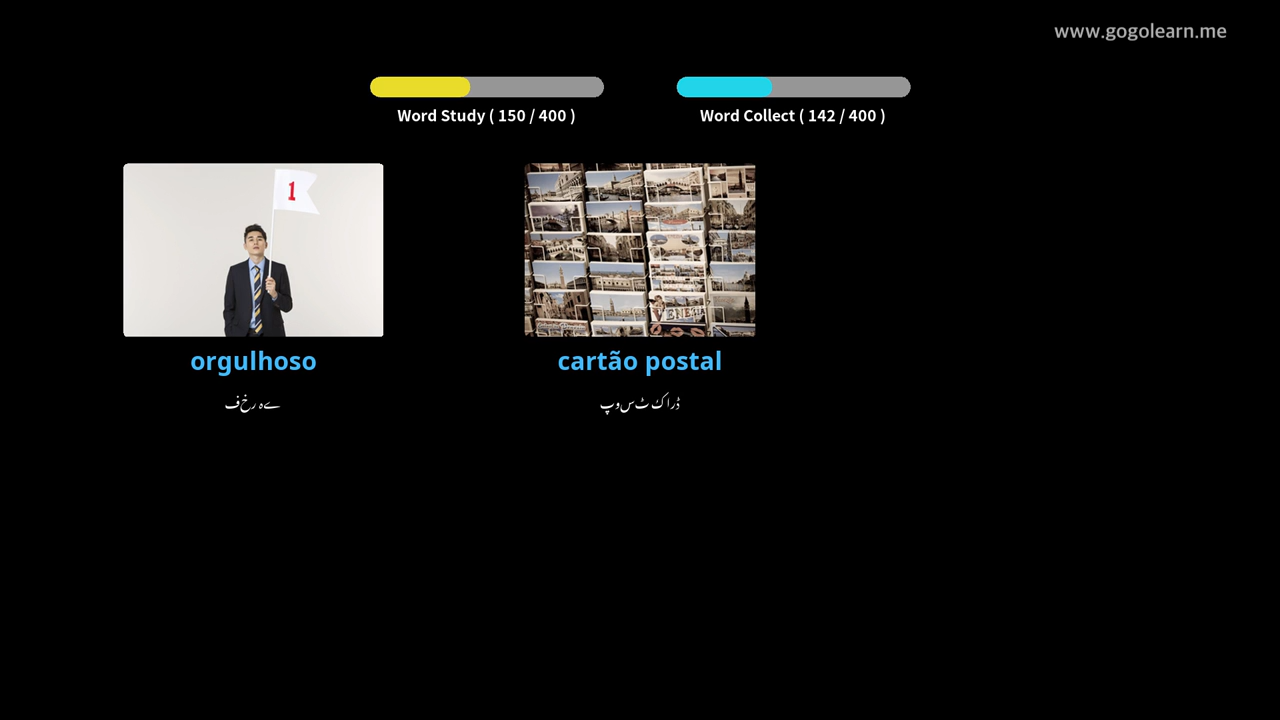 www.gogolearn.me
Word Study ( 150 / 400 )
Word Collect ( 142 / 400 )
orgulhoso
cartão postal
فخر ہے
پوسٹ کارڈ
1